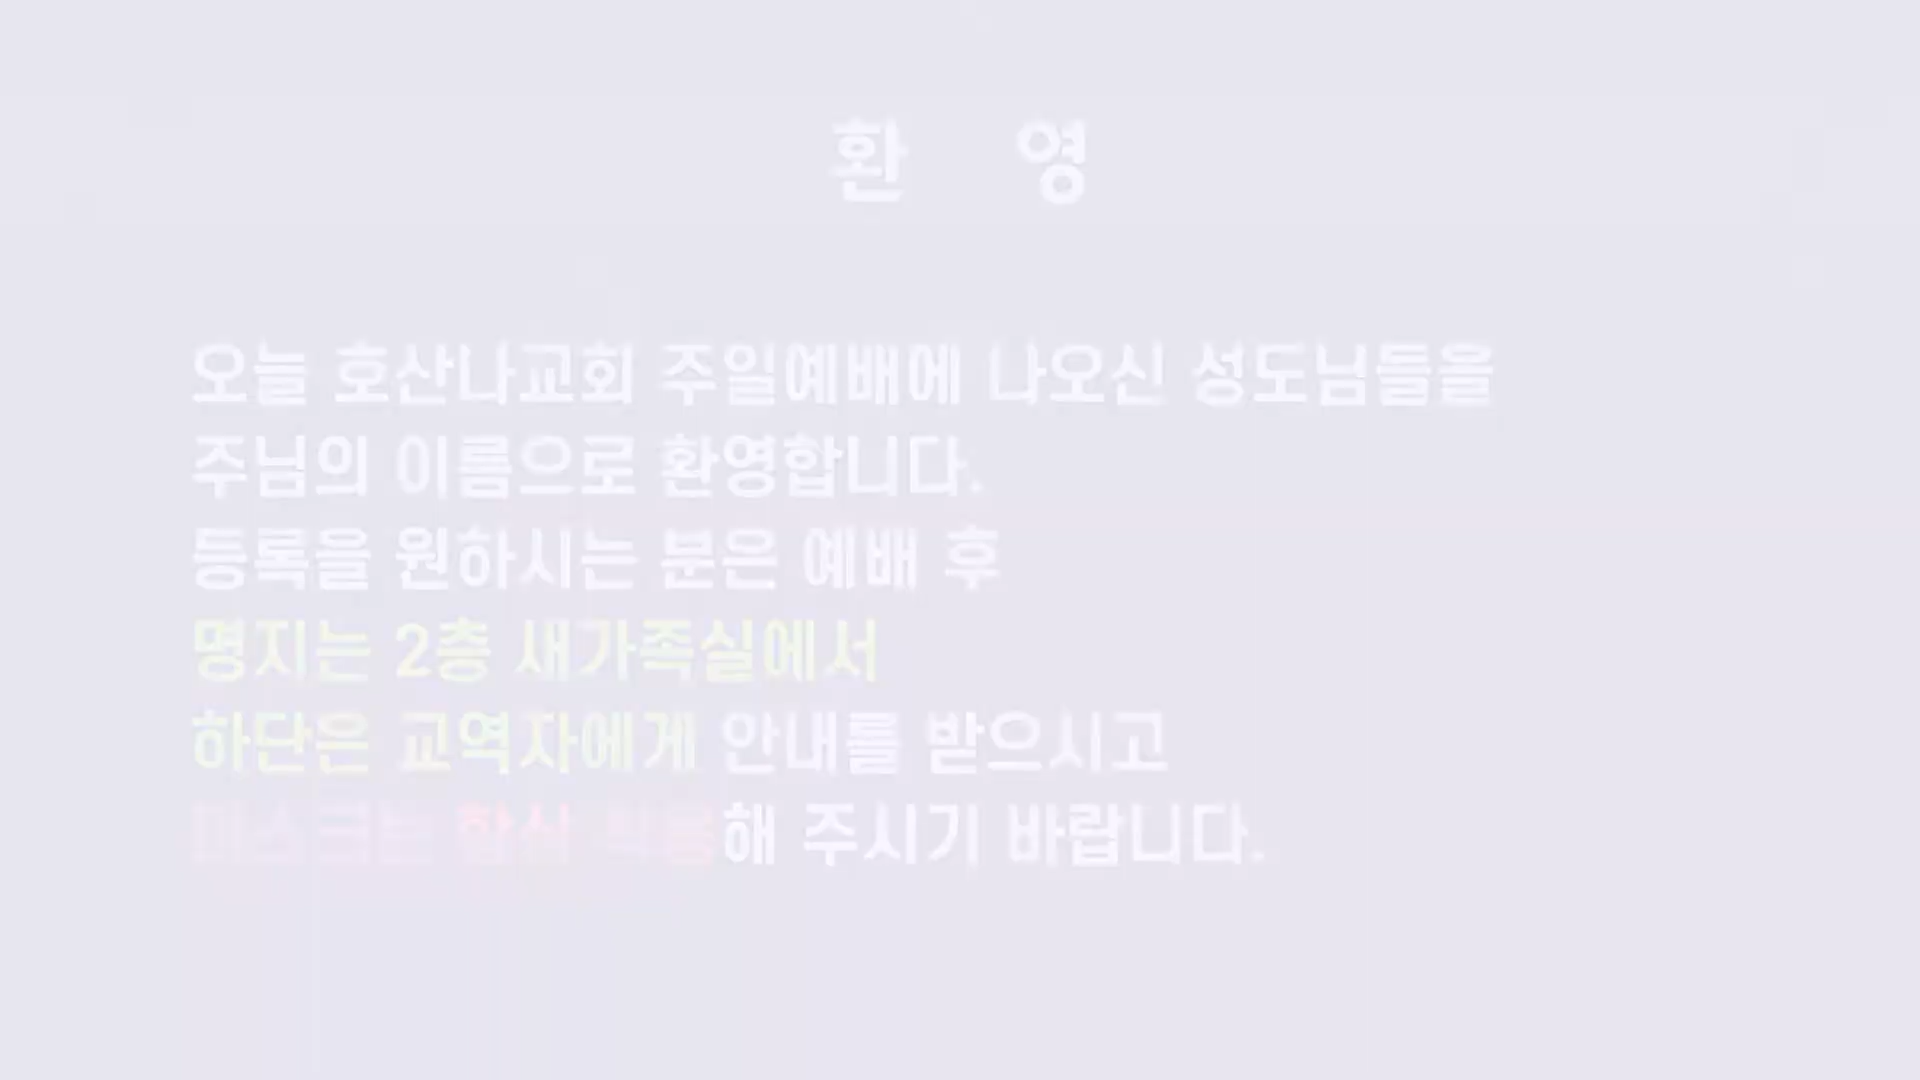 환 영
오늘 호산나교회 주일예배에 나오신 성도님들을
주님의 이름으로 환영합니다.
등록을 원하시는 분은 예배 후
명지는 2층 새가족실에서
하단은 교역자에게 안내를 받으시고
마스크는 항시 착용해 주시기 바랍니다.